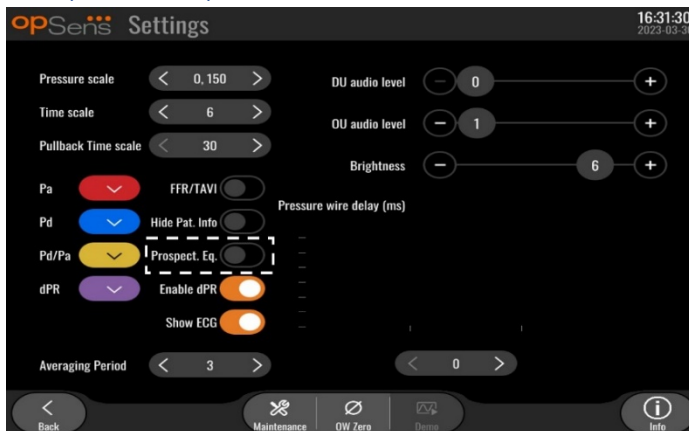 opSens Settings
16:31:30
2023-03-30
Pressure scale < 0,150 >
Time scale < 6 >
Pullback Time scale < 30 >
DU audio level − 0 +
OU audio level − 1 +
Brightness − 6 +
Pa FFR/TAVI
Pd Hide Pat. Info
Pd/Pa Prospect. Eq.
dPR Enable dPR
Show ECG
Pressure wire delay (ms)
Averaging Period < 3 >
< 0 >
Back Maintenance OW Zero Demo Info